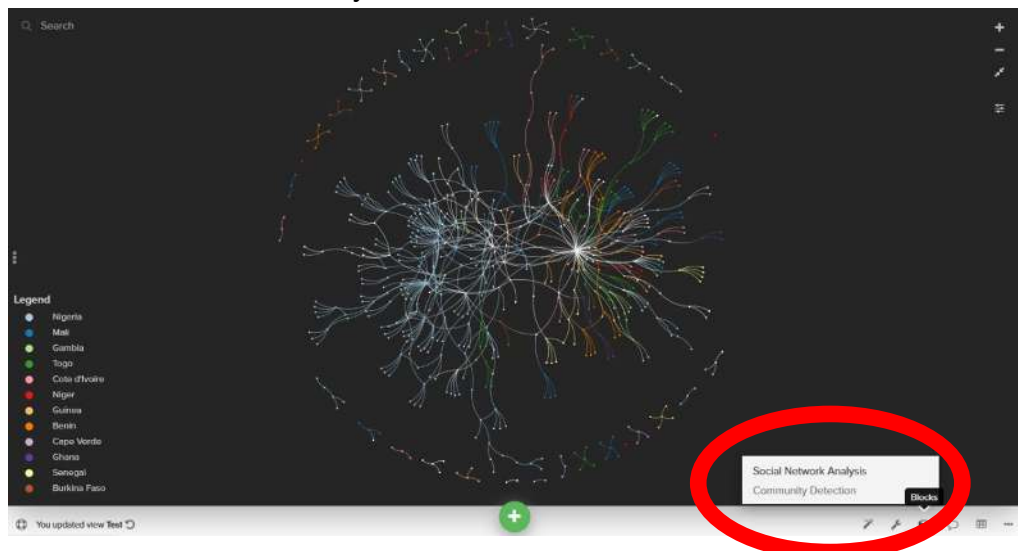 Search
Legend
Nigeria
Mali
Gambia
Togo
Cote d'Ivoire
Niger
Guinea
Benin
Cape Verde
Ghana
Senegal
Burkina Faso
Social Network Analysis
Community Detection
Blocks
You updated view Test